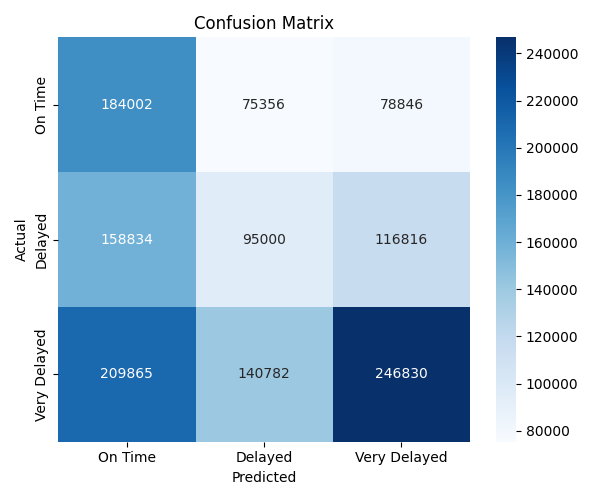 Confusion Matrix
Actual
On Time
184002 75356 78846
Delayed
158834 95000 116816
Very Delayed
209865 140782 246830
On Time Delayed Very Delayed
Predicted
240000
220000
200000
180000
160000
140000
120000
100000
80000